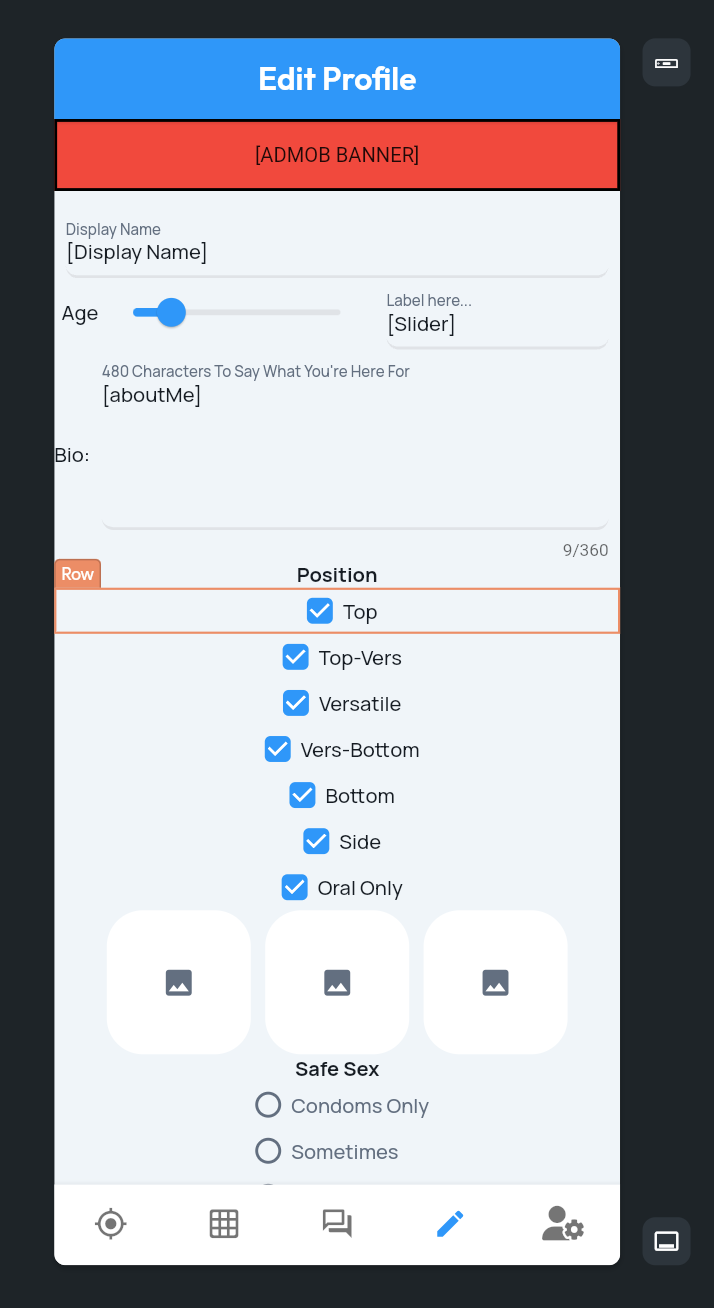 Edit Profile
[ADMOB BANNER]
Display Name
[Display Name]
Age
Label here...
[Slider]
480 Characters To Say What You're Here For
[aboutMe]
Bio:
9/360
Row
Position
Top
Top-Vers
Versatile
Vers-Bottom
Bottom
Side
Oral Only
Safe Sex
Condoms Only
Sometimes